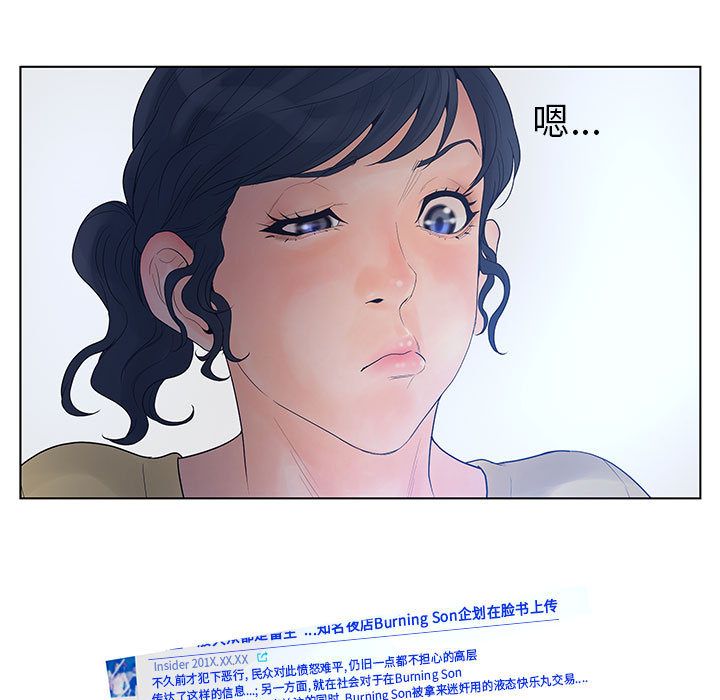 嗯...
...知名夜店Burning Son企划在脸书上传
Insider 201X.XX.XX
不久前才犯下恶行, 民众对此愤怒难平, 仍旧一点都不担心的高层
传达了这样的信息...; 另一方面, 就在社会对于在Burning Son
的同时, Burning Son被拿来迷奸用的液态快乐丸交易....